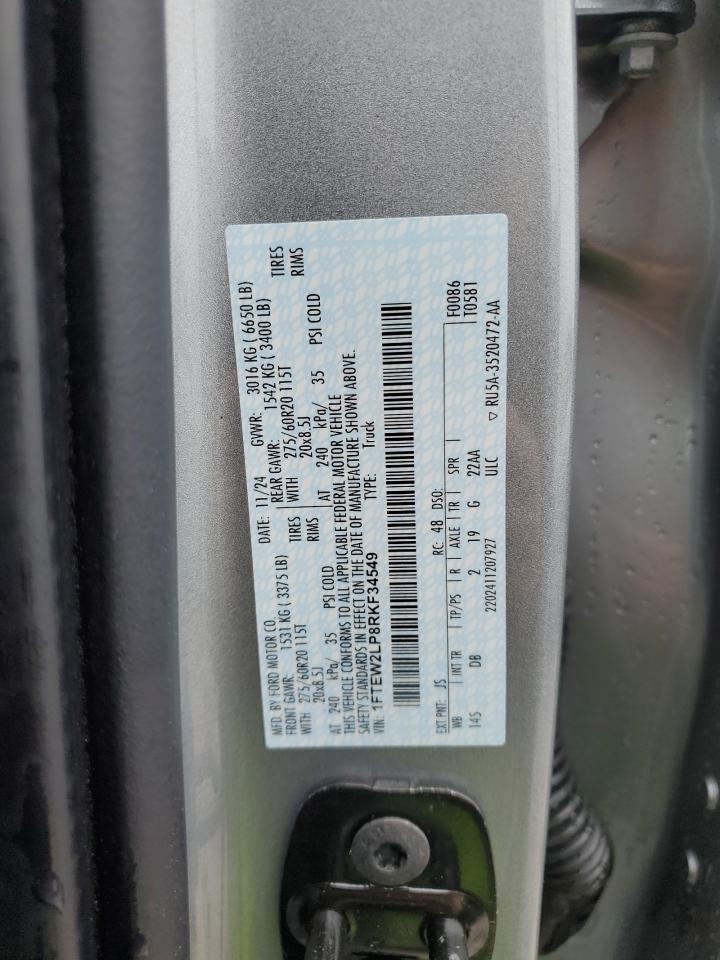 MFD. BY FORD MOTOR CO. DATE: 11/24 GVWR: 3016 KG ( 6650 LB)
FRONT GAWR: 1531 KG ( 3375 LB) REAR GAWR: 1542 KG ( 3400 LB)
WITH 275/60R20 115T TIRES WITH 275/60R20 115T TIRES
20x8.5J RIMS 20x8.5J RIMS
AT 240 kPa/ 35 PSI COLD AT 240 kPa/ 35 PSI COLD
THIS VEHICLE CONFORMS TO ALL APPLICABLE FEDERAL MOTOR VEHICLE
SAFETY STANDARDS IN EFFECT ON THE DATE OF MANUFACTURE SHOWN ABOVE.
VIN: 1FTEW2LP8RKF34549 TYPE: Truck
EXT PNT: JS RC: 48 DSO: F0086
WB INT TR TP/PS R AXLE TR SPR T0581
145 DB 2 19 G 22AA
2202411207927 ULC ▽ RU5A-3520472-AA